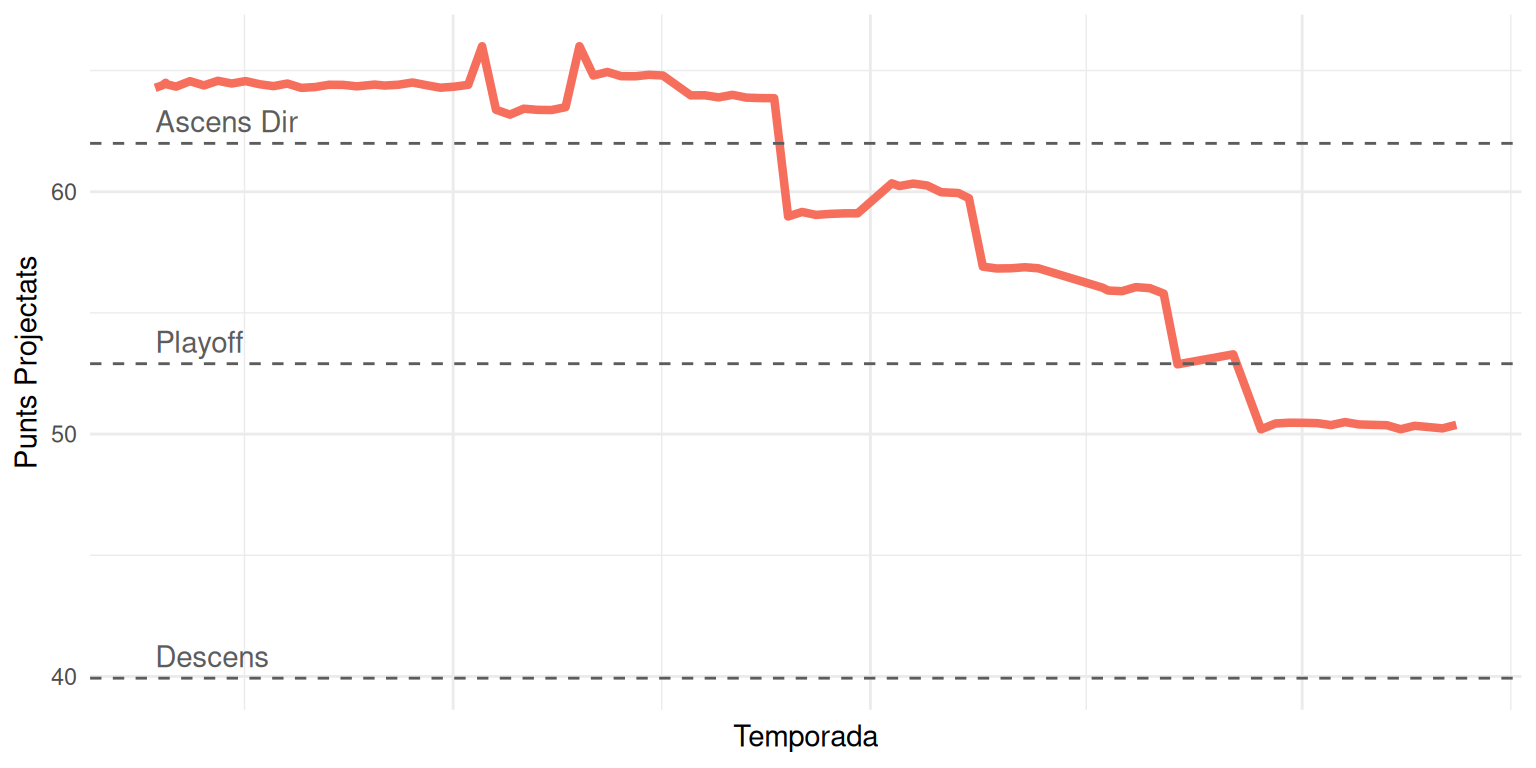 Ascens Dir
60
Playoff
50
Descens
40
Punts Projectats
Temporada